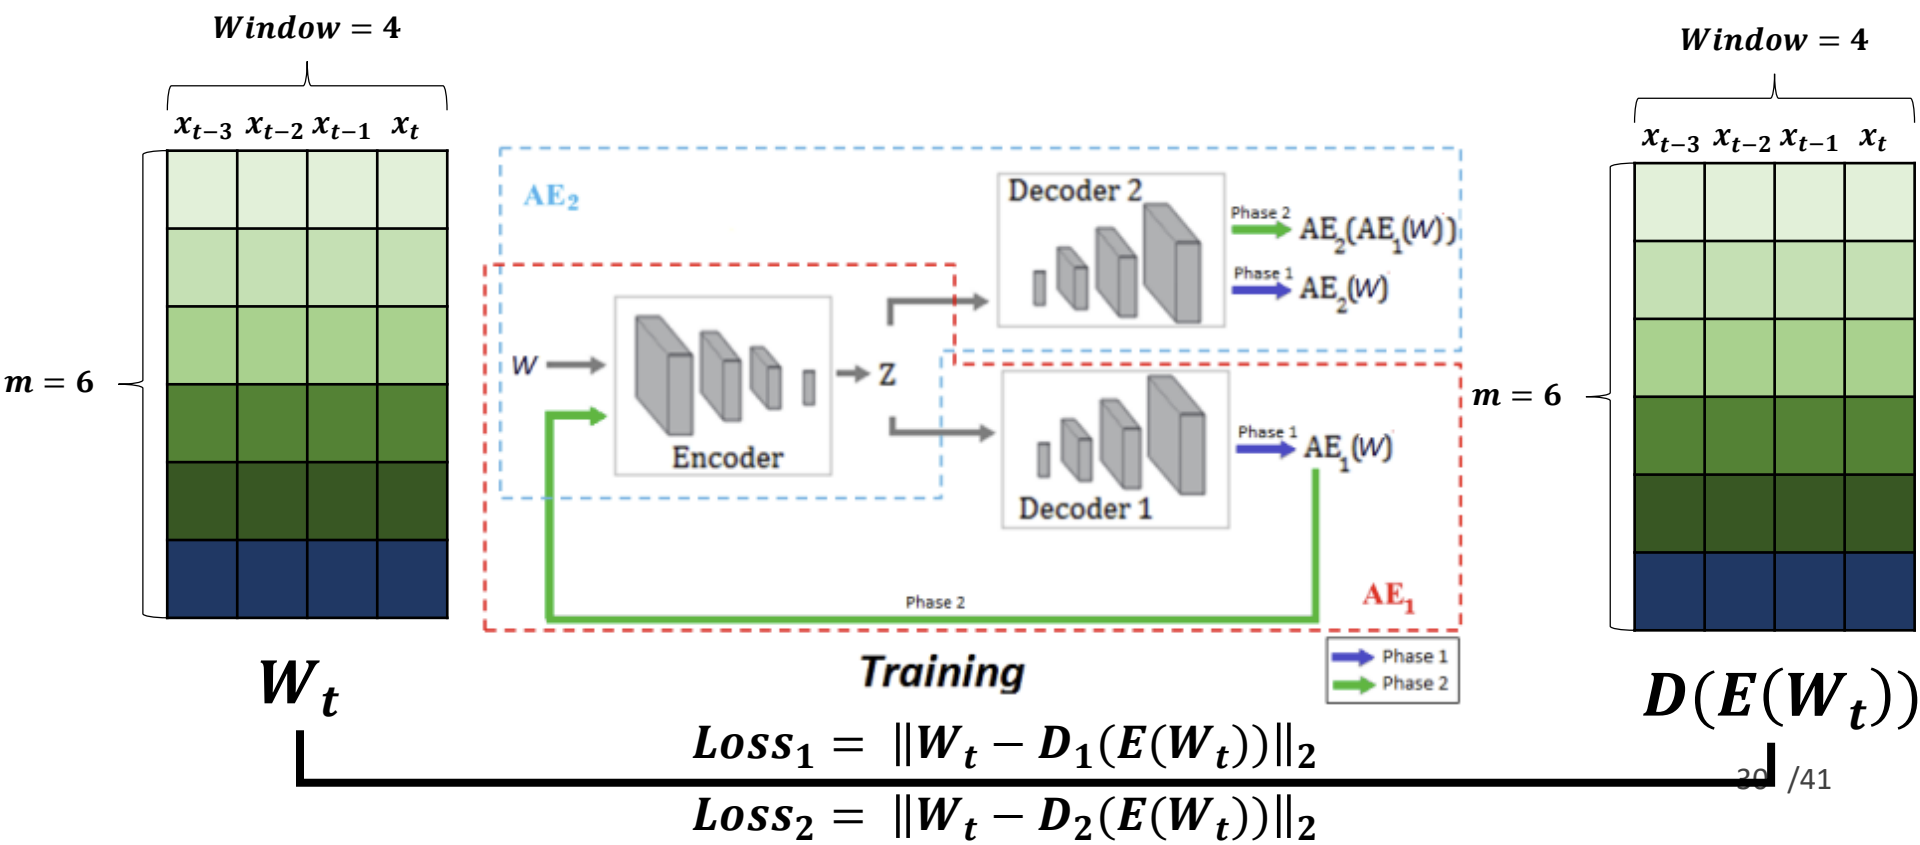 Window = 4
x_{t-3} x_{t-2} x_{t-1} x_t
m = 6
W_t
AE₂
W
Encoder
Z
Decoder 2
Phase 2
AE₂(AE₁(W))
Phase 1
AE₂(W)
Decoder 1
Phase 1
AE₁(W)
Phase 2
AE₁
Training
Phase 1
Phase 2
Window = 4
x_{t-3} x_{t-2} x_{t-1} x_t
m = 6
D(E(W_t))
Loss₁ = ‖W_t − D₁(E(W_t))‖₂
30 /41
Loss₂ = ‖W_t − D₂(E(W_t))‖₂